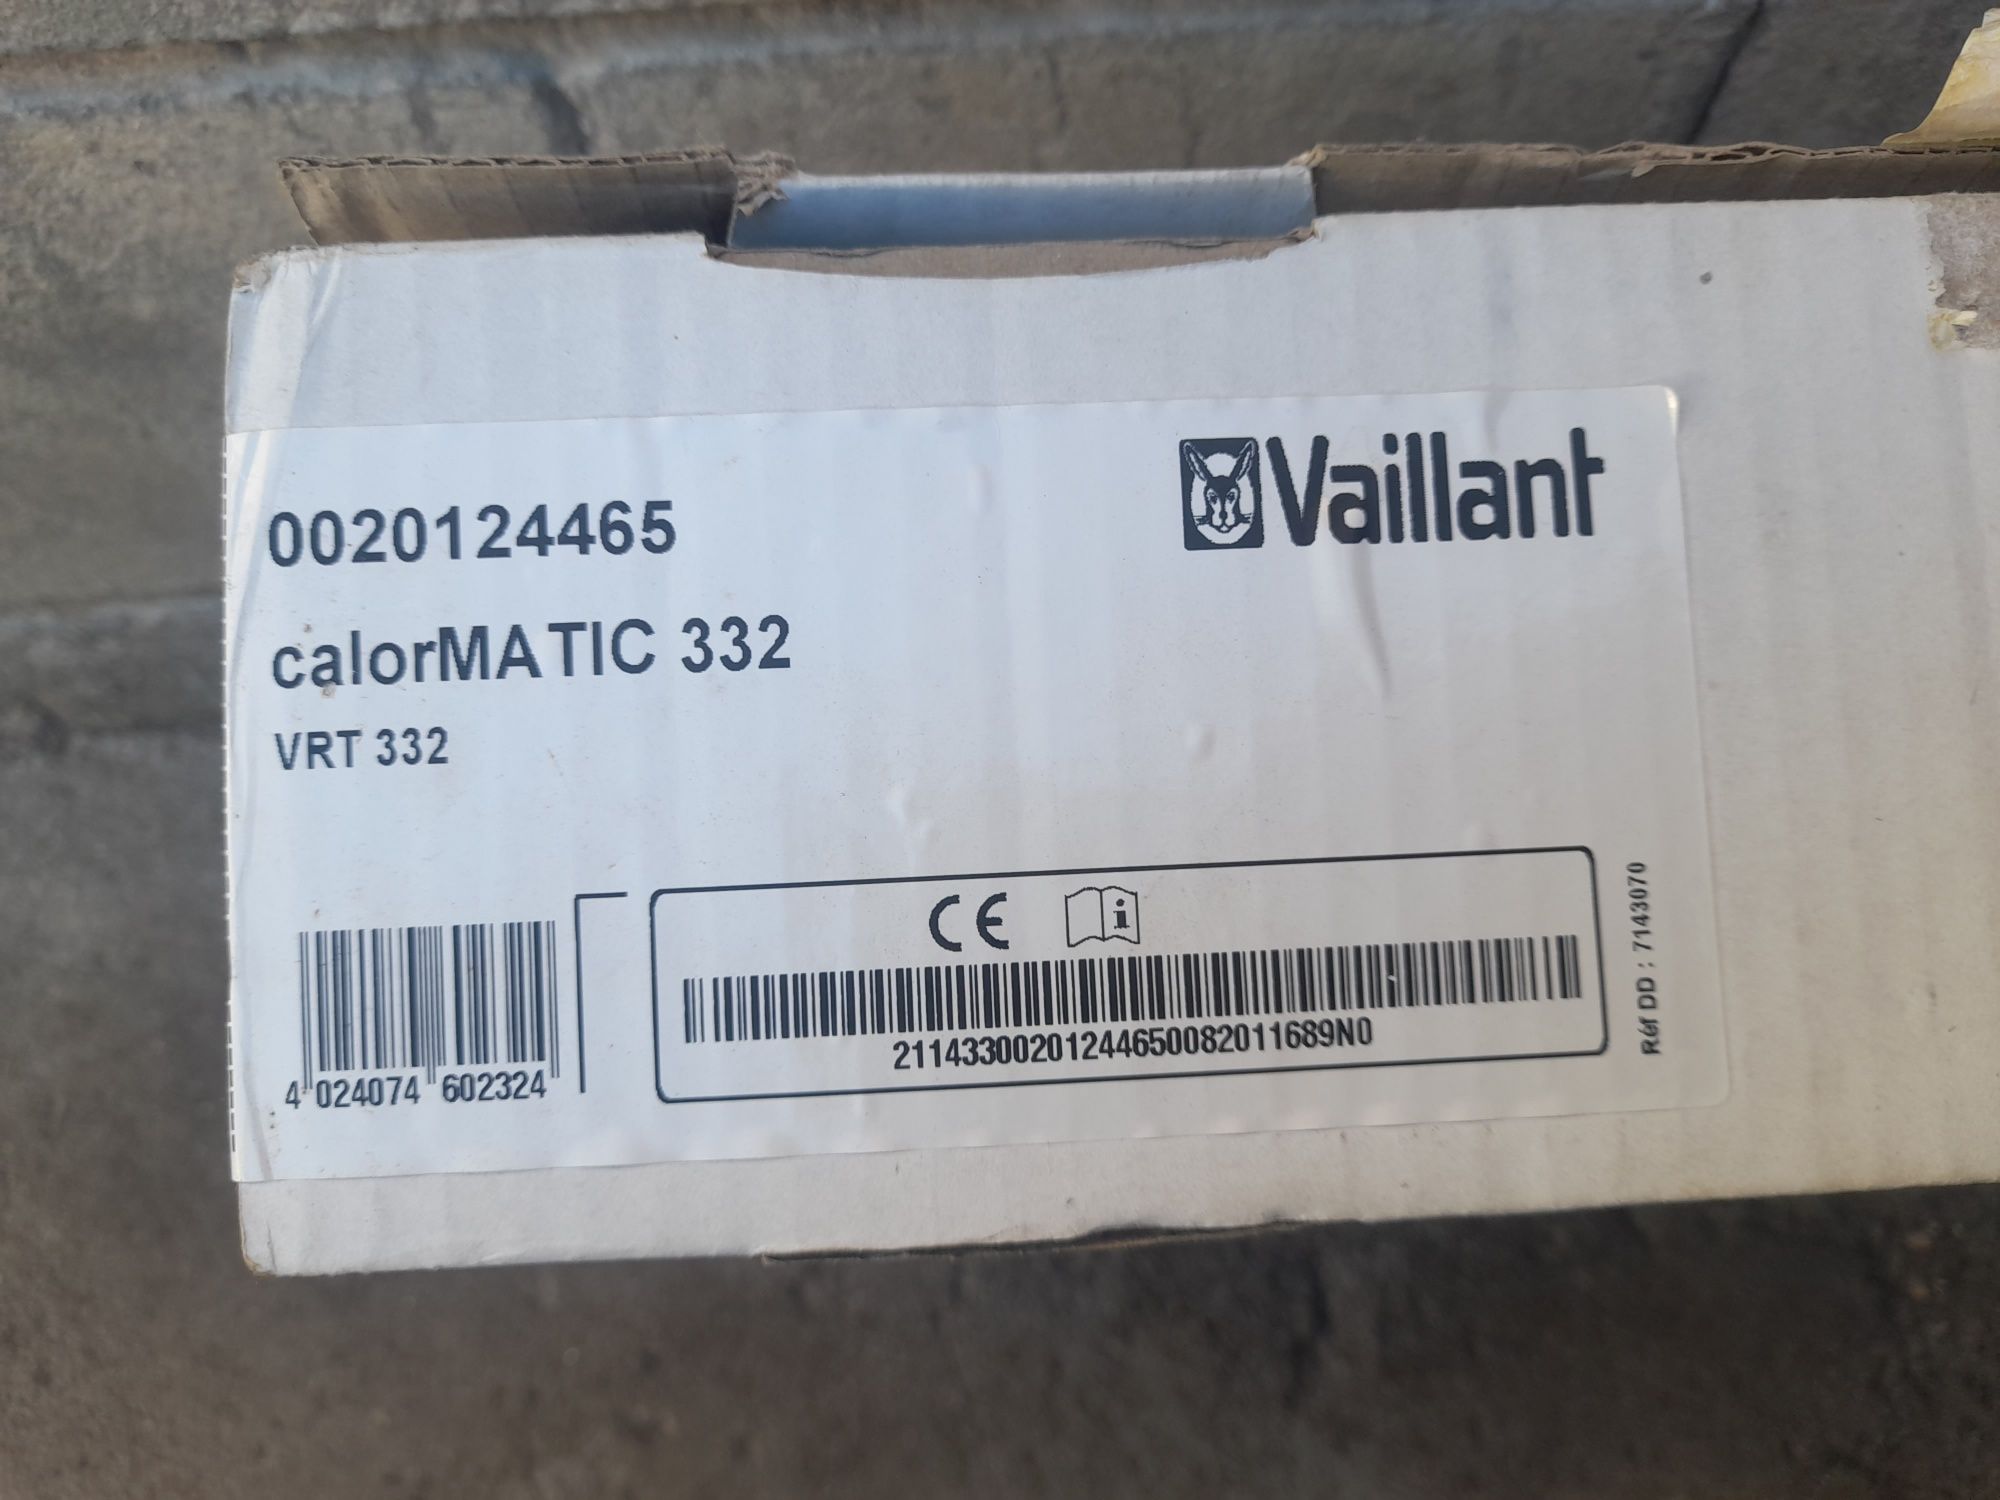 Vaillant
0020124465
calorMATIC 332
VRT 332
CE
4 024074 602324
21143300201244650082011689N0
Réf DD : 7143070